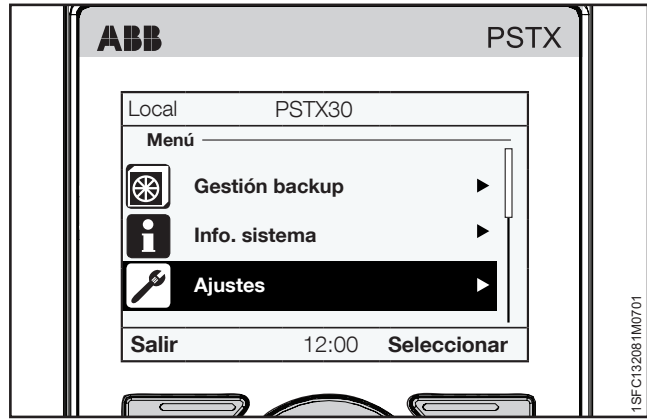 ABB PSTX
Local PSTX30
Menú
Gestión backup
Info. sistema
Ajustes
Salir 12:00 Seleccionar
1SFC132081M0701